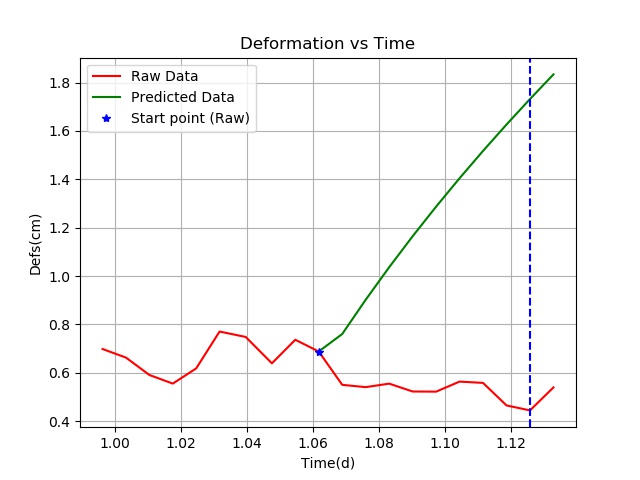 Deformation vs Time
Raw Data
Predicted Data
Start point (Raw)
Defs(cm)
1.8
1.6
1.4
1.2
1.0
0.8
0.6
0.4
1.00 1.02 1.04 1.06 1.08 1.10 1.12
Time(d)